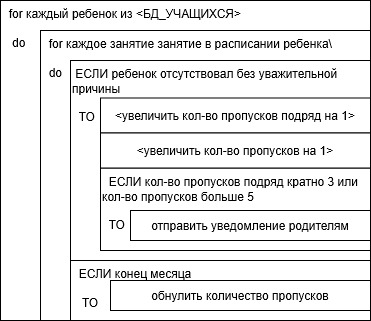 for каждый ребенок из <БД_УЧАЩИХСЯ>
do
for каждое занятие занятие в расписании ребенка\
do
ЕСЛИ ребенок отсутствовал без уважительной
причины
ТО
<увеличить кол-во пропусков подряд на 1>
<увеличить кол-во пропусков на 1>
ЕСЛИ кол-во пропусков подряд кратно 3 или
кол-во пропусков больше 5
ТО
отправить уведомление родителям
ЕСЛИ конец месяца
ТО
обнулить количество пропусков